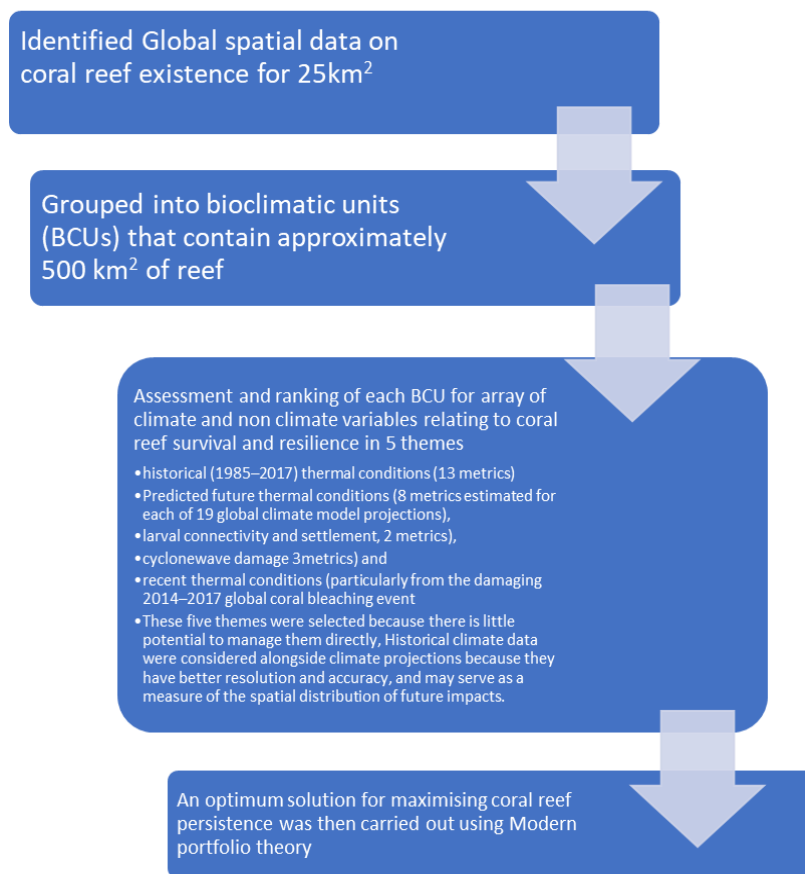 Identified Global spatial data on
coral reef existence for 25km²
Grouped into bioclimatic units
(BCUs) that contain approximately
500 km² of reef
Assessment and ranking of each BCU for array of
climate and non climate variables relating to coral
reef survival and resilience in 5 themes
•historical (1985–2017) thermal conditions (13 metrics)
•Predicted future thermal conditions (8 metrics estimated for
each of 19 global climate model projections),
•larval connectivity and settlement, 2 metrics),
•cyclonewave damage 3metrics) and
•recent thermal conditions (particularly from the damaging
2014–2017 global coral bleaching event
•These five themes were selected because there is little
potential to manage them directly, Historical climate data
were considered alongside climate projections because they
have better resolution and accuracy, and may serve as a
measure of the spatial distribution of future impacts.
An optimum solution for maximising coral reef
persistence was then carried out using Modern
portfolio theory